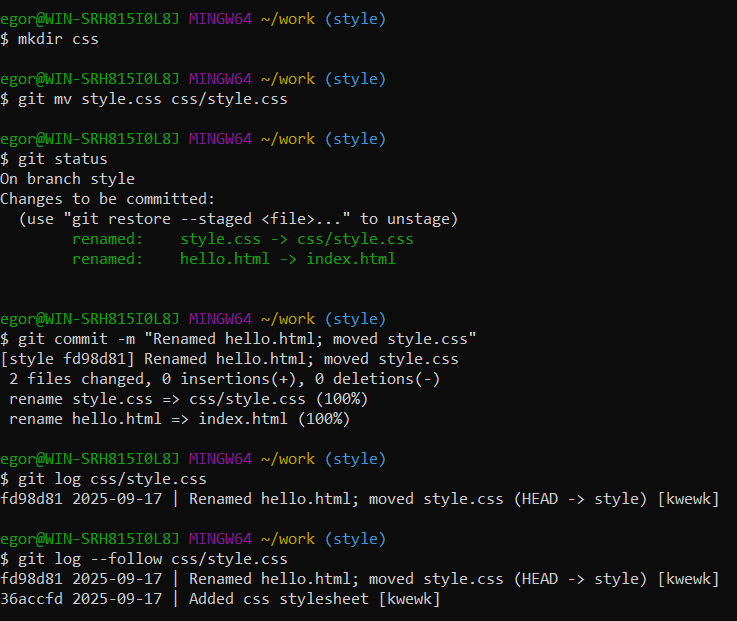 egor@WIN-SRH815I0L8J MINGW64 ~/work (style)
$ mkdir css
egor@WIN-SRH815I0L8J MINGW64 ~/work (style)
$ git mv style.css css/style.css
egor@WIN-SRH815I0L8J MINGW64 ~/work (style)
$ git status
On branch style
Changes to be committed:
  (use "git restore --staged <file>..." to unstage)
        renamed:    style.css -> css/style.css
        renamed:    hello.html -> index.html
egor@WIN-SRH815I0L8J MINGW64 ~/work (style)
$ git commit -m "Renamed hello.html; moved style.css"
[style fd98d81] Renamed hello.html; moved style.css
 2 files changed, 0 insertions(+), 0 deletions(-)
 rename style.css => css/style.css (100%)
 rename hello.html => index.html (100%)
egor@WIN-SRH815I0L8J MINGW64 ~/work (style)
$ git log css/style.css
fd98d81 2025-09-17 | Renamed hello.html; moved style.css (HEAD -> style) [kwewk]
egor@WIN-SRH815I0L8J MINGW64 ~/work (style)
$ git log --follow css/style.css
fd98d81 2025-09-17 | Renamed hello.html; moved style.css (HEAD -> style) [kwewk]
36accfd 2025-09-17 | Added css stylesheet [kwewk]